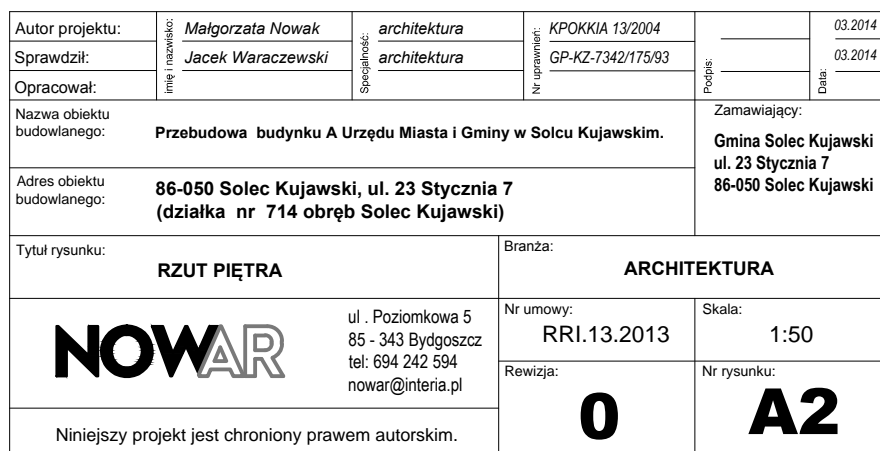 Autor projektu: imię i nazwisko: Małgorzata Nowak Specjalność: architektura Nr uprawnień: KPOKKIA 13/2004 Podpis: Data: 03.2014
Sprawdził: Jacek Waraczewski architektura GP-KZ-7342/175/93 03.2014
Opracował:
Nazwa obiektu
budowlanego:
Przebudowa budynku A Urzędu Miasta i Gminy w Solcu Kujawskim.
Zamawiający:
Gmina Solec Kujawski
ul. 23 Stycznia 7
86-050 Solec Kujawski
Adres obiektu
budowlanego:
86-050 Solec Kujawski, ul. 23 Stycznia 7
(działka nr 714 obręb Solec Kujawski)
Tytuł rysunku:
RZUT PIĘTRA
Branża:
ARCHITEKTURA
NOWAR
ul . Poziomkowa 5
85 - 343 Bydgoszcz
tel: 694 242 594
nowar@interia.pl
Nr umowy:
RRI.13.2013
Skala:
1:50
Rewizja:
0
Nr rysunku:
A2
Niniejszy projekt jest chroniony prawem autorskim.